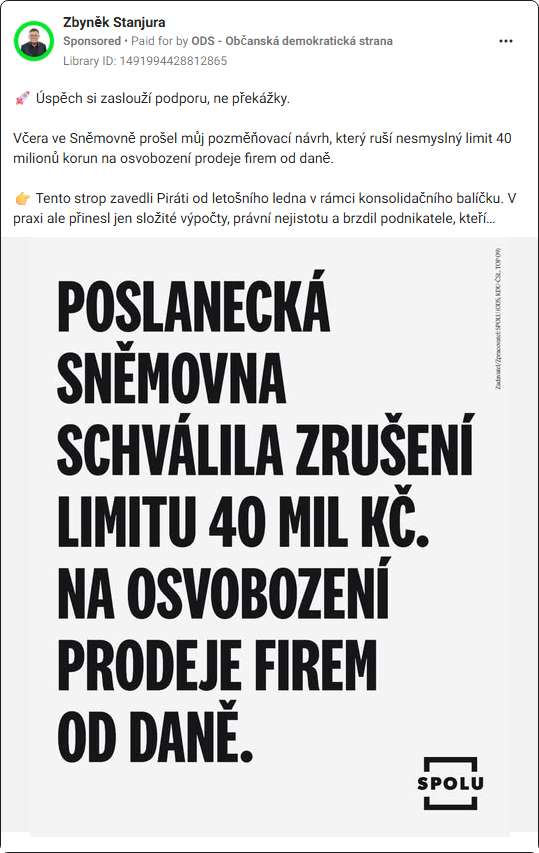 Zbyněk Stanjura
Sponsored • Paid for by ODS - Občanská demokratická strana
Library ID: 1491994428812865
🚀 Úspěch si zaslouží podporu, ne překážky.
Včera ve Sněmovně prošel můj pozměňovací návrh, který ruší nesmyslný limit 40
milionů korun na osvobození prodeje firem od daně.
👉 Tento strop zavedli Piráti od letošního ledna v rámci konsolidačního balíčku. V
praxi ale přinesl jen složité výpočty, právní nejistotu a brzdil podnikatele, kteří...
Zadavatel/Zpracovatel: SPOLU (ODS, KDU-ČSL, TOP 09)
POSLANECKÁ
SNĚMOVNA
SCHVÁLILA ZRUŠENÍ
LIMITU 40 MIL KČ.
NA OSVOBOZENÍ
PRODEJE FIREM
OD DANĚ.
SPOLU